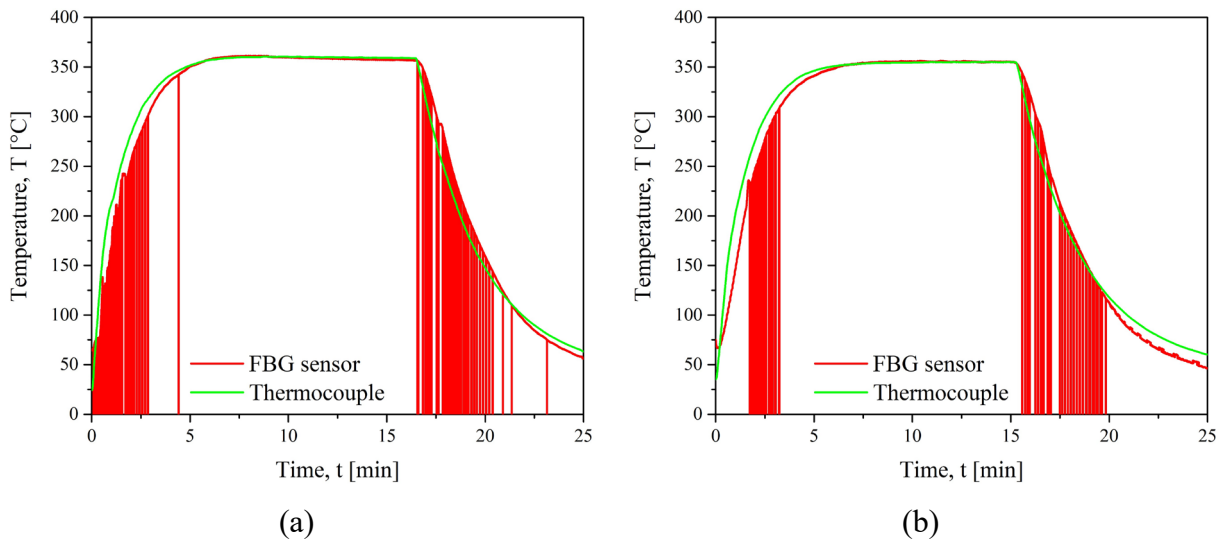 400
350
300
250
200
150
100
50
0
Temperature, T [°C]
FBG sensor
Thermocouple
0 5 10 15 20 25
Time, t [min]
(a)
400
350
300
250
200
150
100
50
0
Temperature, T [°C]
FBG sensor
Thermocouple
0 5 10 15 20 25
Time, t [min]
(b)